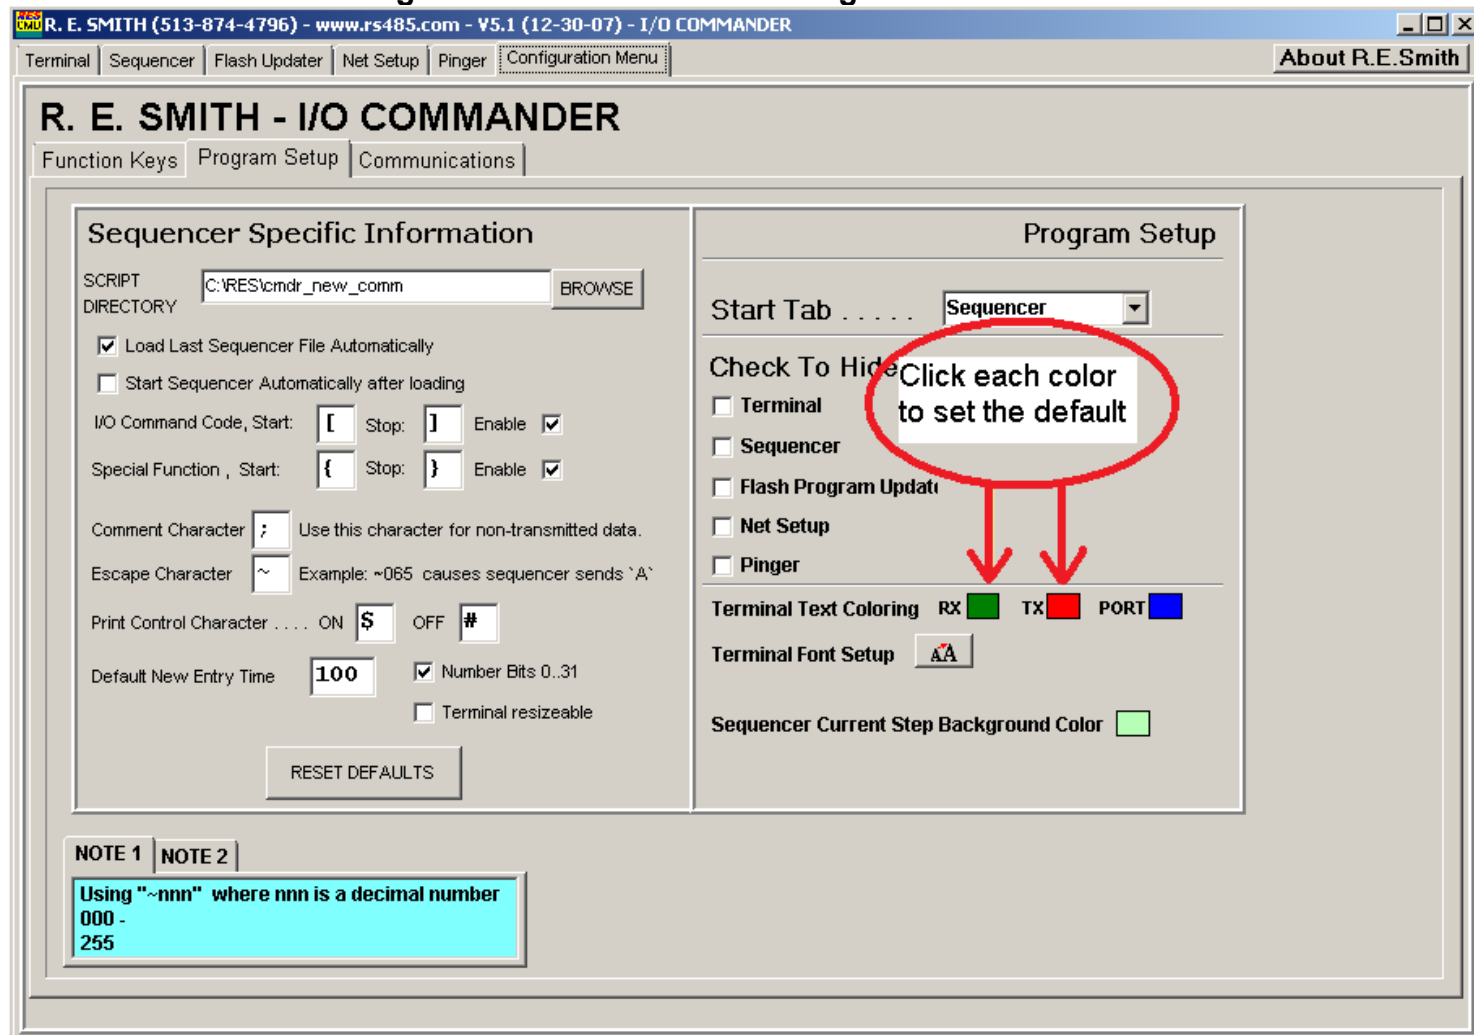 RES
CMD R. E. SMITH (513-874-4796) - www.rs485.com - V5.1 (12-30-07) - I/O COMMANDER
Terminal Sequencer Flash Updater Net Setup Pinger Configuration Menu About R.E.Smith
R. E. SMITH - I/O COMMANDER
Function Keys Program Setup Communications
Sequencer Specific Information
SCRIPT
DIRECTORY C:\RES\cmdr_new_comm BROWSE
Load Last Sequencer File Automatically
Start Sequencer Automatically after loading
I/O Command Code, Start: [ Stop: ] Enable
Special Function , Start: { Stop: } Enable
Comment Character ; Use this character for non-transmitted data.
Escape Character ~ Example: ~065 causes sequencer sends `A`
Print Control Character .... ON $ OFF #
Default New Entry Time 100 Number Bits 0..31
Terminal resizeable
RESET DEFAULTS
Program Setup
Start Tab ..... Sequencer
Check To Hide
Click each color
to set the default
Terminal
Sequencer
Flash Program Updat
Net Setup
Pinger
Terminal Text Coloring RX TX PORT
Terminal Font Setup AA
Sequencer Current Step Background Color
NOTE 1 NOTE 2
Using "~nnn" where nnn is a decimal number
000 -
255